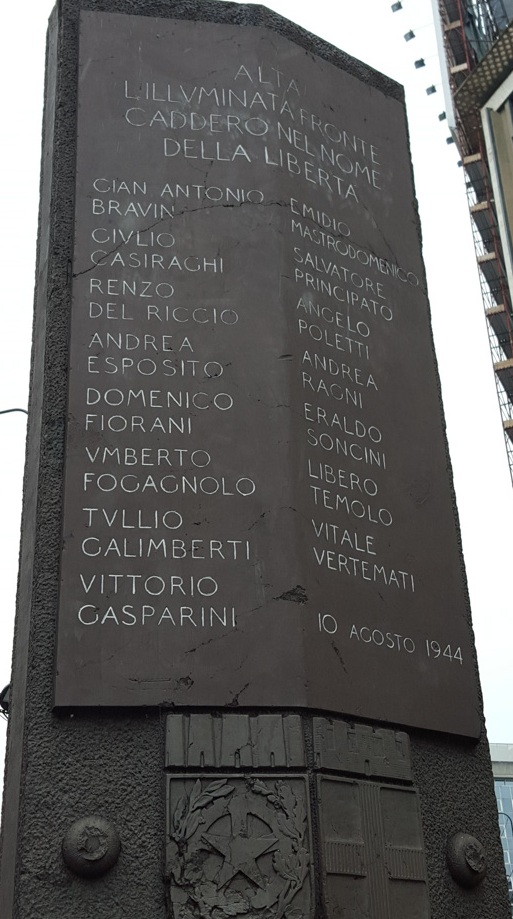 ALTA
L'ILLVMINATA FRONTE
CADDERO NEL NOME
DELLA LIBERTA
GIAN ANTONIO
BRAVIN
GIVLIO
CASIRAGHI
RENZO
DEL RICCIO
ANDREA
ESPOSITO
DOMENICO
FIORANI
VMBERTO
FOGAGNOLO
TVLLIO
GALIMBERTI
VITTORIO
GASPARINI
EMIDIO
MASTRODOMENICO
SALVATORE
PRINCIPATO
ANGELO
POLETTI
ANDREA
RAGNI
ERALDO
SONCINI
LIBERO
TEMOLO
VITALE
VERTEMATI
10 AGOSTO 1944